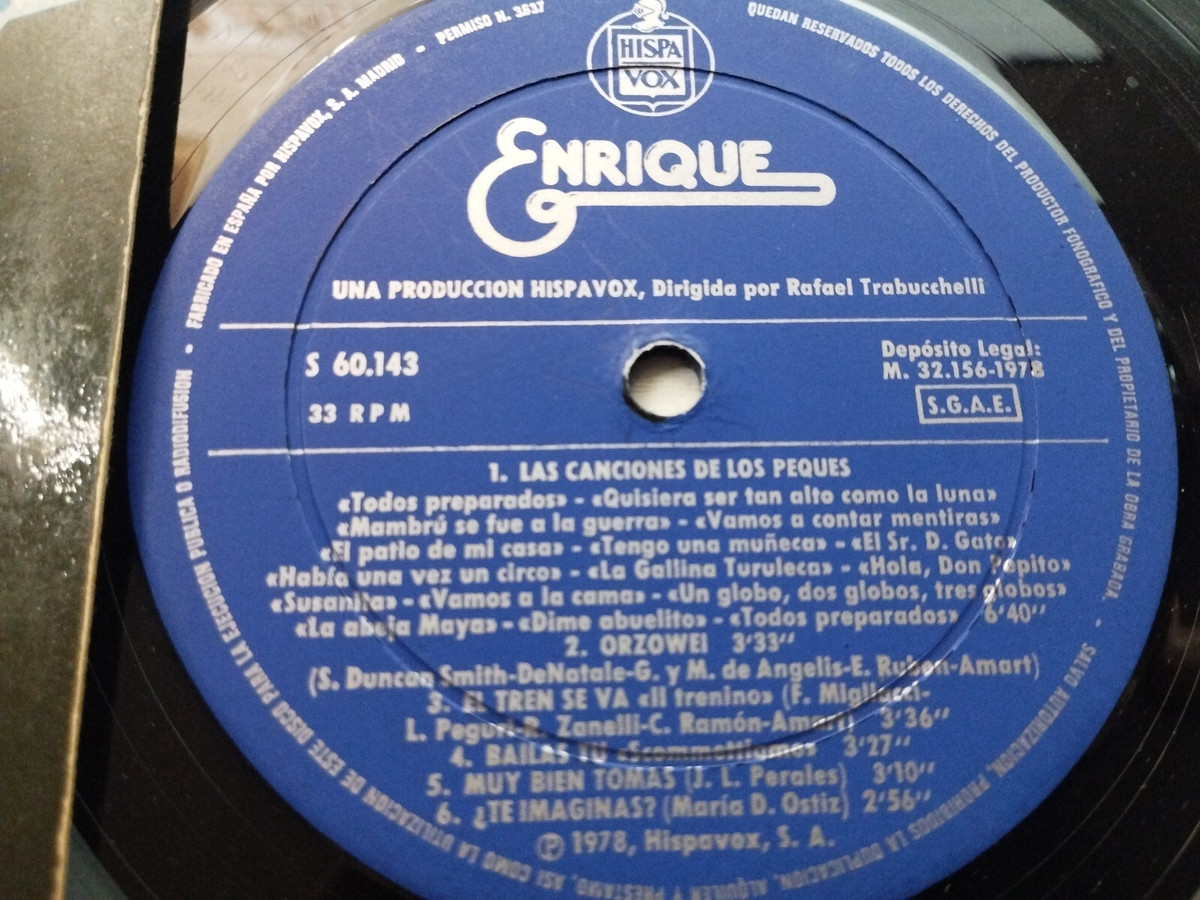 HISPA
VOX
ENRIQUE
UNA PRODUCCION HISPAVOX, Dirigida por Rafael Trabucchelli
S 60.143
33 RPM
Depósito Legal:
M. 32.156-1978
S.G.A.E.
1. LAS CANCIONES DE LOS PEQUES
«Todos preparados» - «Quisiera ser tan alto como la luna»
«Mambrú se fue a la guerra» - «Vamos a contar mentiras»
«El patio de mi casa» - «Tengo una muñeca» - «El Sr. D. Gato»
«Había una vez un circo» - «La Gallina Turuleca» - «Hola, Don Pepito»
«Susanita» - «Vamos a la cama» - «Un globo, dos globos, tres globos»
«La abeja Maya» - «Dime abuelito» - «Todos preparados» 6'40''
2. ORZOWEI 3'33''
(S. Duncan Smith-DeNatale-G. y M. de Angelis-E. Ruben-Amart)
3. EL TREN SE VA «Il trenino» (F. Migliacci-
L. Peguri-R. Zanelli-C. Ramón-Amart) 3'36''
4. BAILAS TU «Scommettiamo» 3'27''
5. MUY BIEN TOMAS (J. L. Perales) 3'10''
6. ¿TE IMAGINAS? (María D. Ostiz) 2'56''
℗ 1978, Hispavox, S. A.
FABRICADO EN ESPAÑA POR HISPAVOX, S. A. MADRID • PERMISO N. 3637
QUEDAN RESERVADOS TODOS LOS DERECHOS DEL PRODUCTOR FONOGRAFICO Y DEL PROPIETARIO DE LA OBRA GRABADA. •
SALVO AUTORIZACION, PROHIBIDOS LA DUPLICACION, ALQUILER Y PRESTAMO, ASI COMO LA UTILIZACION DE ESTE DISCO PARA LA EJECUCION PUBLICA O RADIODIFUSION •